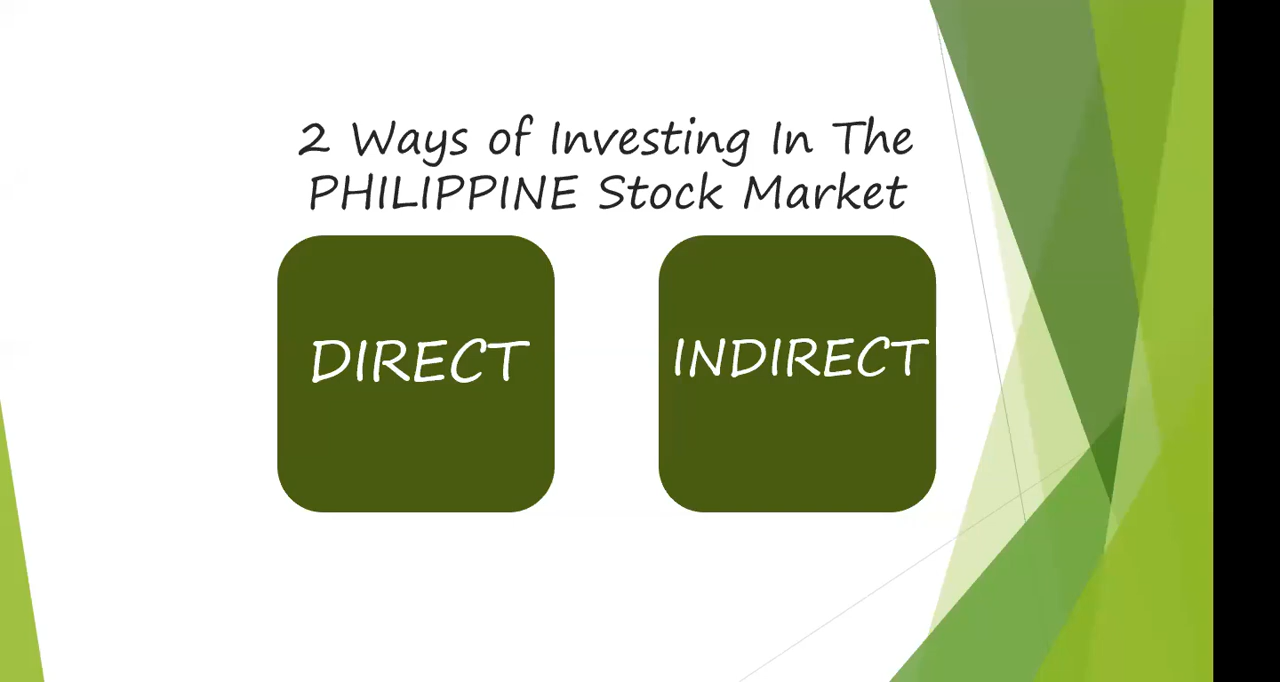 2 Ways of Investing In The
PHILIPPINE Stock Market
DIRECT
INDIRECT